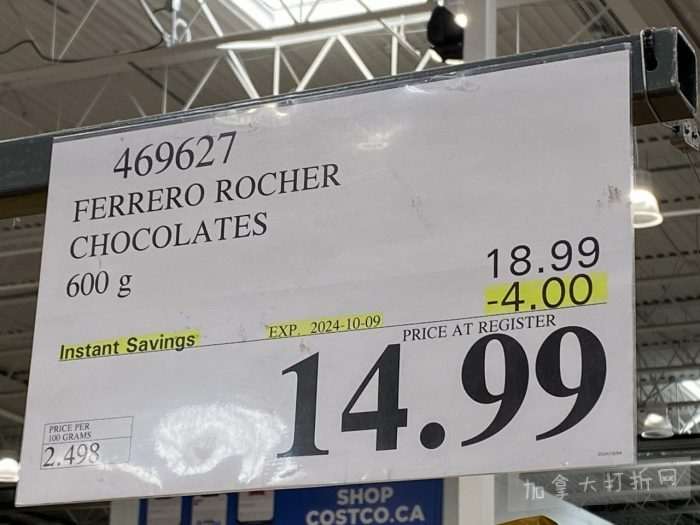 469627
FERRERO ROCHER
CHOCOLATES
600 g
18.99
-4.00
Instant Savings
EXP. 2024-10-09
PRICE AT REGISTER
14.99
PRICE PER
100 GRAMS
2.498
SHOP
COSTCO.CA
加拿大打折网